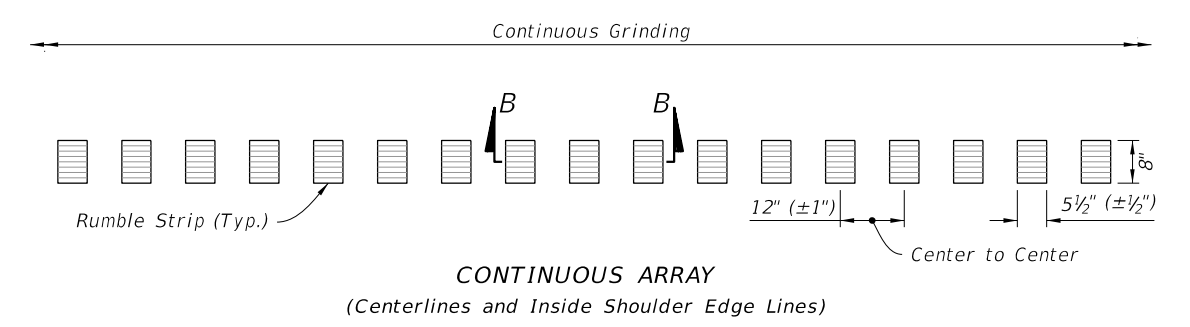 Continuous Grinding
B B
8"
Rumble Strip (Typ.)
12" (±1")
5½" (±½")
Center to Center
CONTINUOUS ARRAY
(Centerlines and Inside Shoulder Edge Lines)